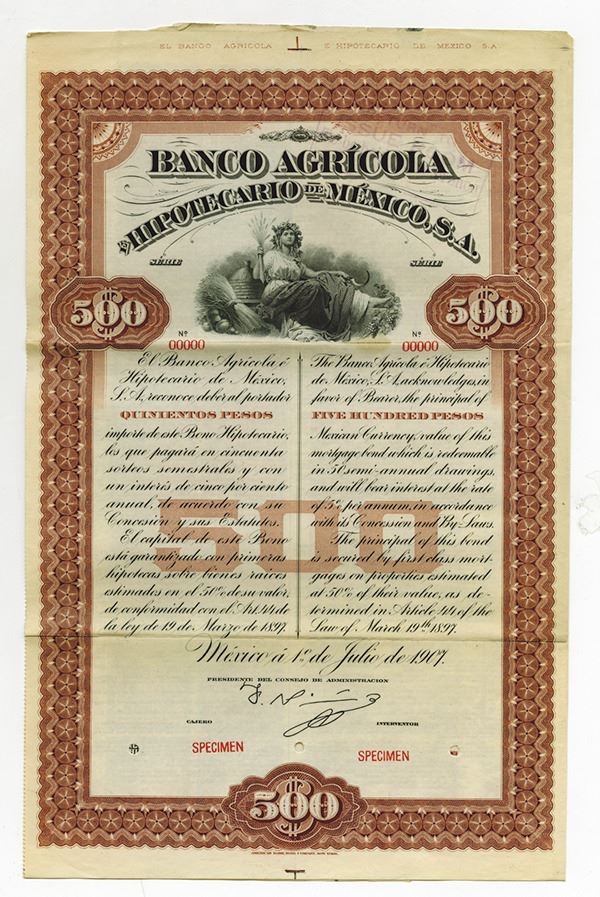 EL BANCO AGRICOLA É HIPOTECARIO DE MEXICO S.A.
BANCO AGRÍCOLA
É HIPOTECARIO DE MÉXICO, S.A.
SÉRIE
SÉRIE
500
500
Nº
00000
Nº
00000
El Banco Agrícola é
Hipotecario de México,
S.A. reconoce deber al portador
QUINIENTOS PESOS
importe de este Bono Hipotecario,
los que pagará en cincuenta
sorteos semestrales y con
un interés de cinco por ciento
anual, de acuerdo con su
Concesión y sus Estatutos.
El capital de este Bono
está garantizado con primeras
hipotecas sobre bienes raíces
estimados en el 50% de su valor,
de conformidad con el Art. 44 de
la ley de 19 de Marzo de 1897.
The Banco Agrícola é Hipotecario
de México, S.A. acknowledges, in
favor of Bearer, the principal of
FIVE HUNDRED PESOS
Mexican Currency, value of this
mortgage bond which is redeemable
in 50 semi-annual drawings,
and will bear interest at the rate
of 5% per annum, in accordance
with its Concession and By-Laws.
The principal of this bond
is secured by first class mort-
gages on properties estimated
at 50% of their value, as de-
termined in Article 44 of the
Law of March 19th 1897.
500
México á 1º de Julio de 1907.
PRESIDENTE DEL CONSEJO DE ADMINISTRACION
CAJERO
INTERVENTOR
SPECIMEN
SPECIMEN
500